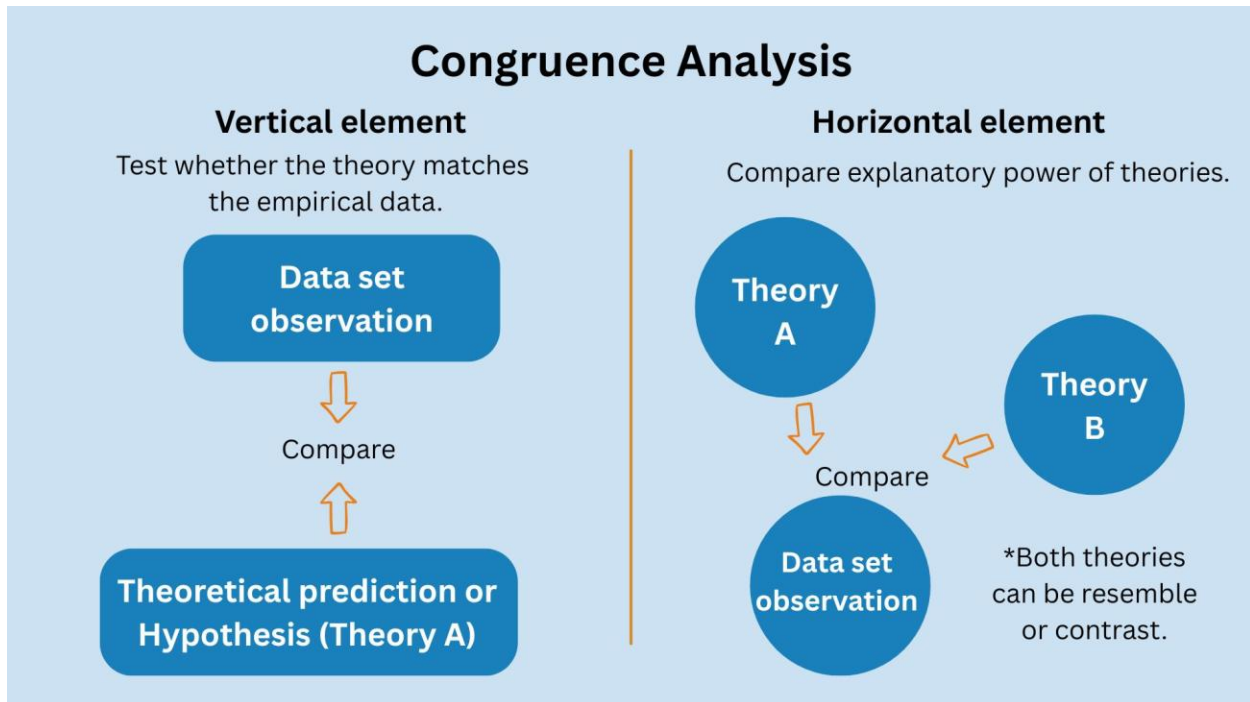 Congruence Analysis
Vertical element
Test whether the theory matches
the empirical data.
Data set
observation
Compare
Theoretical prediction or
Hypothesis (Theory A)
Horizontal element
Compare explanatory power of theories.
Theory
A
Theory
B
Compare
Data set
observation
*Both theories
can be resemble
or contrast.